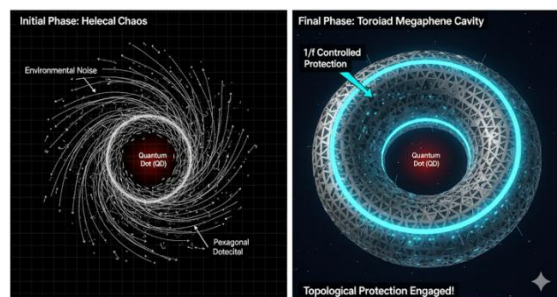 Initial Phase: Helecal Chaos
Environmental Noise
Quantum
Dot (QD)
Pexagonal
Dotecital
Final Phase: Toroiad Megaphene Cavity
1/f Controlled
Protection
Quantum
Dot (QD)
Topological Protection Engaged!